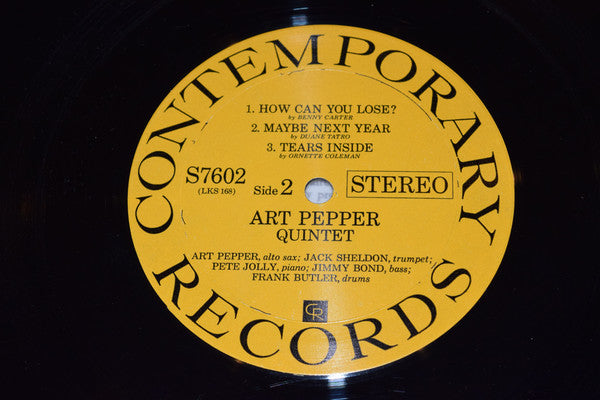 CONTEMPORARY
1. HOW CAN YOU LOSE?
by BENNY CARTER
2. MAYBE NEXT YEAR
by DUANE TATRO
3. TEARS INSIDE
by ORNETTE COLEMAN
S7602
(LKS 168)
Side 2
STEREO
ART PEPPER
QUINTET
ART PEPPER, alto sax; JACK SHELDON, trumpet;
PETE JOLLY, piano; JIMMY BOND, bass;
FRANK BUTLER, drums
CR
RECORDS